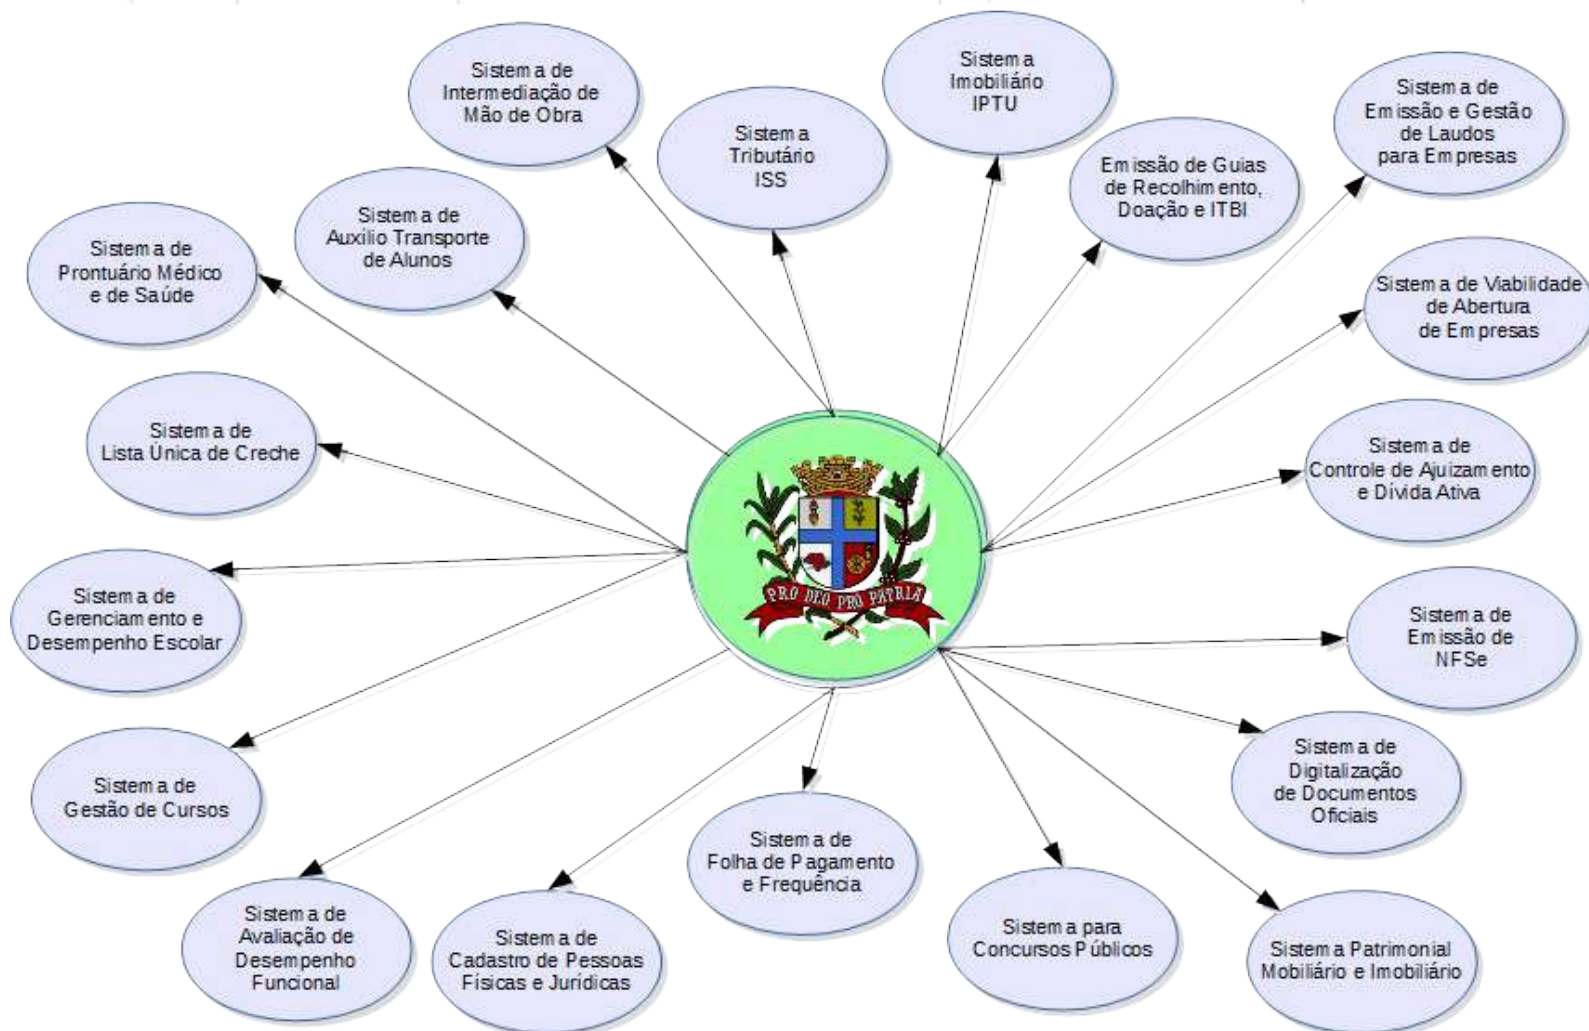 Sistema de
Intermediação de
Mão de Obra
Sistema
Tributário
ISS
Sistema
Imobiliário
IPTU
Emissão de Guias
de Recolhimento,
Doação e ITBI
Sistema de
Emissão e Gestão
de Laudos
para Empresas
Sistema de
Prontuário Médico
e de Saúde
Sistema de
Auxílio Transporte
de Alunos
Sistema de Viabilidade
de Abertura
de Empresas
Sistema de
Lista Única de Creche
Sistema de
Controle de Ajuizamento
e Dívida Ativa
PRO DEO PRO PATRIA
Sistema de
Gerenciamento e
Desempenho Escolar
Sistema de
Emissão de
NFSe
Sistema de
Gestão de Cursos
Sistema de
Digitalização
de Documentos
Oficiais
Sistema de
Avaliação de
Desempenho
Funcional
Sistema de
Cadastro de Pessoas
Físicas e Jurídicas
Sistema de
Folha de Pagamento
e Frequência
Sistema para
Concursos Públicos
Sistema Patrimonial
Mobiliário e Imobiliário